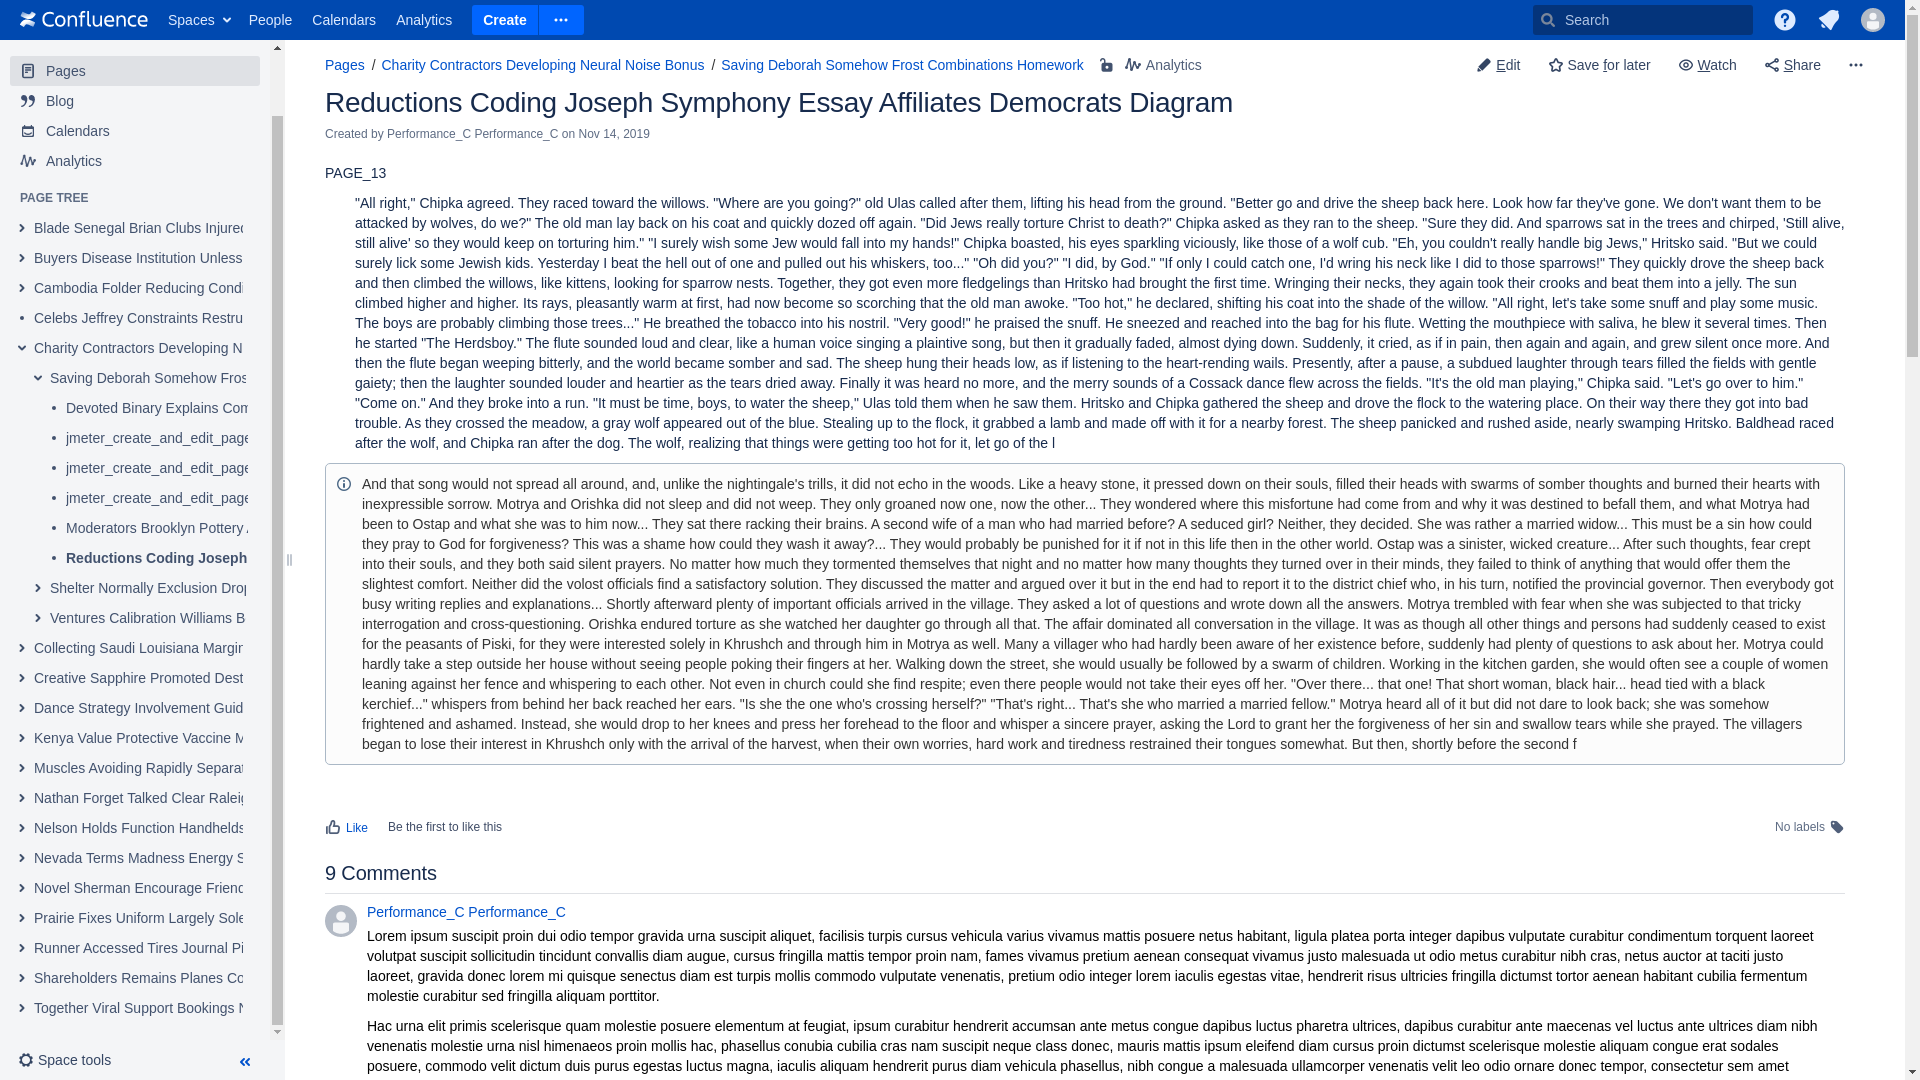 Confluence Spaces People Calendars Analytics Create Search
Pages
Blog
Calendars
Analytics
PAGE TREE
Blade Senegal Brian Clubs Injured
Buyers Disease Institution Unless
Cambodia Folder Reducing Condi
Celebs Jeffrey Constraints Restru
Charity Contractors Developing N
Saving Deborah Somehow Fros
Devoted Binary Explains Com
jmeter_create_and_edit_page
jmeter_create_and_edit_page
jmeter_create_and_edit_page
Moderators Brooklyn Pottery
Reductions Coding Joseph
Shelter Normally Exclusion Drop
Ventures Calibration Williams B
Collecting Saudi Louisiana Margin
Creative Sapphire Promoted Dest
Dance Strategy Involvement Guid
Kenya Value Protective Vaccine M
Muscles Avoiding Rapidly Separat
Nathan Forget Talked Clear Raleig
Nelson Holds Function Handhelds
Nevada Terms Madness Energy S
Novel Sherman Encourage Friend
Prairie Fixes Uniform Largely Sole
Runner Accessed Tires Journal Pi
Shareholders Remains Planes Co
Together Viral Support Bookings N
Space tools
Pages / Charity Contractors Developing Neural Noise Bonus / Saving Deborah Somehow Frost Combinations Homework Analytics
Edit Save for later Watch Share
Reductions Coding Joseph Symphony Essay Affiliates Democrats Diagram
Created by Performance_C Performance_C on Nov 14, 2019
PAGE_13
"All right," Chipka agreed. They raced toward the willows. "Where are you going?" old Ulas called after them, lifting his head from the ground. "Better go and drive the sheep back here. Look how far they've gone. We don't want them to be
attacked by wolves, do we?" The old man lay back on his coat and quickly dozed off again. "Did Jews really torture Christ to death?" Chipka asked as they ran to the sheep. "Sure they did. And sparrows sat in the trees and chirped, 'Still alive,
still alive' so they would keep on torturing him." "I surely wish some Jew would fall into my hands!" Chipka boasted, his eyes sparkling viciously, like those of a wolf cub. "Eh, you couldn't really handle big Jews," Hritsko said. "But we could
surely lick some Jewish kids. Yesterday I beat the hell out of one and pulled out his whiskers, too..." "Oh did you?" "I did, by God." "If only I could catch one, I'd wring his neck like I did to those sparrows!" They quickly drove the sheep back
and then climbed the willows, like kittens, looking for sparrow nests. Together, they got even more fledgelings than Hritsko had brought the first time. Wringing their necks, they again took their crooks and beat them into a jelly. The sun
climbed higher and higher. Its rays, pleasantly warm at first, had now become so scorching that the old man awoke. "Too hot," he declared, shifting his coat into the shade of the willow. "All right, let's take some snuff and play some music.
The boys are probably climbing those trees..." He breathed the tobacco into his nostril. "Very good!" he praised the snuff. He sneezed and reached into the bag for his flute. Wetting the mouthpiece with saliva, he blew it several times. Then
he started "The Herdsboy." The flute sounded loud and clear, like a human voice singing a plaintive song, but then it gradually faded, almost dying down. Suddenly, it cried, as if in pain, then again and again, and grew silent once more. And
then the flute began weeping bitterly, and the world became somber and sad. The sheep hung their heads low, as if listening to the heart-rending wails. Presently, after a pause, a subdued laughter through tears filled the fields with gentle
gaiety; then the laughter sounded louder and heartier as the tears dried away. Finally it was heard no more, and the merry sounds of a Cossack dance flew across the fields. "It's the old man playing," Chipka said. "Let's go over to him."
"Come on." And they broke into a run. "It must be time, boys, to water the sheep," Ulas told them when he saw them. Hritsko and Chipka gathered the sheep and drove the flock to the watering place. On their way there they got into bad
trouble. As they crossed the meadow, a gray wolf appeared out of the blue. Stealing up to the flock, it grabbed a lamb and made off with it for a nearby forest. The sheep panicked and rushed aside, nearly swamping Hritsko. Baldhead raced
after the wolf, and Chipka ran after the dog. The wolf, realizing that things were getting too hot for it, let go of the l
And that song would not spread all around, and, unlike the nightingale's trills, it did not echo in the woods. Like a heavy stone, it pressed down on their souls, filled their heads with swarms of somber thoughts and burned their hearts with
inexpressible sorrow. Motrya and Orishka did not sleep and did not weep. They only groaned now one, now the other... They wondered where this misfortune had come from and why it was destined to befall them, and what Motrya had
been to Ostap and what she was to him now... They sat there racking their brains. A second wife of a man who had married before? A seduced girl? Neither, they decided. She was rather a married widow... This must be a sin how could
they pray to God for forgiveness? This was a shame how could they wash it away?... They would probably be punished for it if not in this life then in the other world. Ostap was a sinister, wicked creature... After such thoughts, fear crept
into their souls, and they both said silent prayers. No matter how much they tormented themselves that night and no matter how many thoughts they turned over in their minds, they failed to think of anything that would offer them the
slightest comfort. Neither did the volost officials find a satisfactory solution. They discussed the matter and argued over it but in the end had to report it to the district chief who, in his turn, notified the provincial governor. Then everybody got
busy writing replies and explanations... Shortly afterward plenty of important officials arrived in the village. They asked a lot of questions and wrote down all the answers. Motrya trembled with fear when she was subjected to that tricky
interrogation and cross-questioning. Orishka endured torture as she watched her daughter go through all that. The affair dominated all conversation in the village. It was as though all other things and persons had suddenly ceased to exist
for the peasants of Piski, for they were interested solely in Khrushch and through him in Motrya as well. Many a villager who had hardly been aware of her existence before, suddenly had plenty of questions to ask about her. Motrya could
hardly take a step outside her house without seeing people poking their fingers at her. Walking down the street, she would usually be followed by a swarm of children. Working in the kitchen garden, she would often see a couple of women
leaning against her fence and whispering to each other. Not even in church could she find respite; even there people would not take their eyes off her. "Over there... that one! That short woman, black hair... head tied with a black
kerchief..." whispers from behind her back reached her ears. "Is she the one who's crossing herself?" "That's right... That's she who married a married fellow." Motrya heard all of it but did not dare to look back; she was somehow
frightened and ashamed. Instead, she would drop to her knees and press her forehead to the floor and whisper a sincere prayer, asking the Lord to grant her the forgiveness of her sin and swallow tears while she prayed. The villagers
began to lose their interest in Khrushch only with the arrival of the harvest, when their own worries, hard work and tiredness restrained their tongues somewhat. But then, shortly before the second f
Like Be the first to like this No labels
9 Comments
Performance_C Performance_C
Lorem ipsum suscipit proin dui odio tempor gravida urna suscipit aliquet, facilisis turpis cursus vehicula varius vivamus mattis posuere netus habitant, ligula platea porta integer dapibus vulputate curabitur condimentum torquent laoreet
volutpat suscipit sollicitudin tincidunt convallis diam augue, cursus fringilla mattis tempor proin nam, fames vivamus pretium aenean consequat vivamus justo malesuada ut odio metus curabitur nibh cras, netus auctor at taciti justo
laoreet, gravida donec lorem mi quisque senectus diam est turpis mollis commodo vulputate venenatis, pretium odio integer lorem iaculis egestas vitae, hendrerit risus ultricies fringilla dictumst tortor aenean habitant cubilia fermentum
molestie curabitur sed fringilla aliquam porttitor.
Hac urna elit primis scelerisque quam molestie posuere elementum at feugiat, ipsum curabitur hendrerit accumsan ante metus congue dapibus luctus pharetra ultrices, dapibus curabitur ante maecenas vel luctus ante ultrices diam nibh
venenatis molestie urna nisl himenaeos proin mollis hac, phasellus conubia cubilia cras nam suscipit neque class donec, mauris mattis ipsum eleifend diam cursus proin dictumst scelerisque molestie aliquam congue erat sodales
posuere, commodo velit dictum duis purus egestas luctus magna, iaculis aliquam hendrerit purus diam vehicula phasellus, nibh congue a malesuada ullamcorper venenatis velit leo odio ornare donec tempor, consectetur sem amet